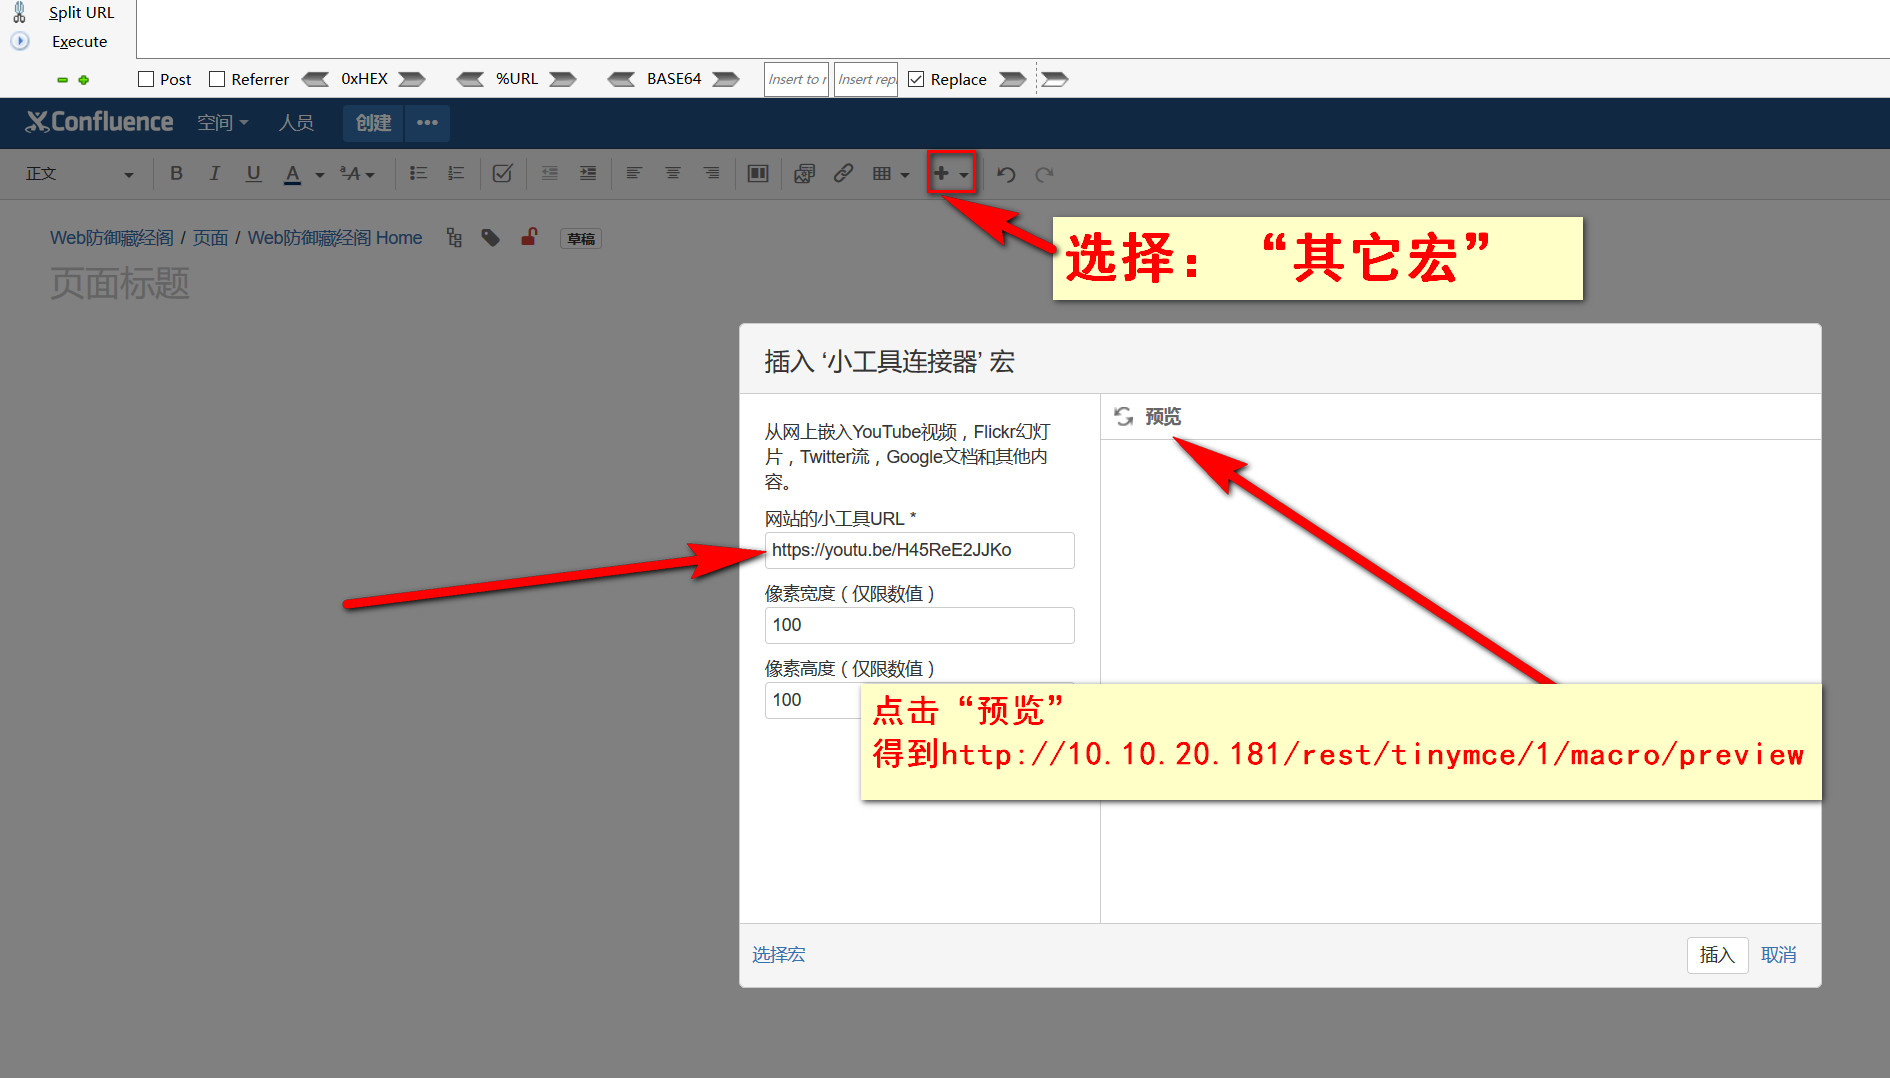 Split URL
Execute
Post Referrer 0xHEX %URL BASE64 Insert to r Insert rep Replace
Confluence 空间 人员 创建 •••
正文 B I U A ªA
Web防御藏经阁 / 页面 / Web防御藏经阁 Home 草稿
页面标题
选择：“其它宏”
插入 ‘小工具连接器’ 宏
预览
从网上嵌入YouTube视频，Flickr幻灯
片，Twitter流，Google文档和其他内
容。
网站的小工具URL *
https://youtu.be/H45ReE2JJKo
像素宽度（仅限数值）
100
像素高度（仅限数值）
100
点击“预览”
得到http://10.10.20.181/rest/tinymce/1/macro/preview
选择宏
插入 取消